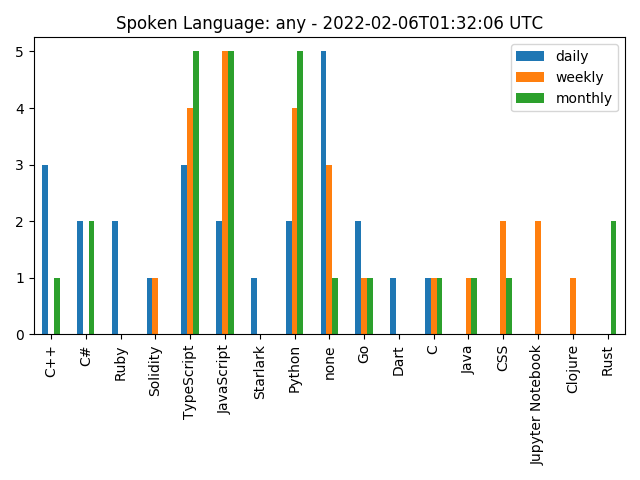 Spoken Language: any - 2022-02-06T01:32:06 UTC
daily
weekly
monthly
5
4
3
2
1
0
C++
C#
Ruby
Solidity
TypeScript
JavaScript
Starlark
Python
none
Go
Dart
C
Java
CSS
Jupyter Notebook
Clojure
Rust